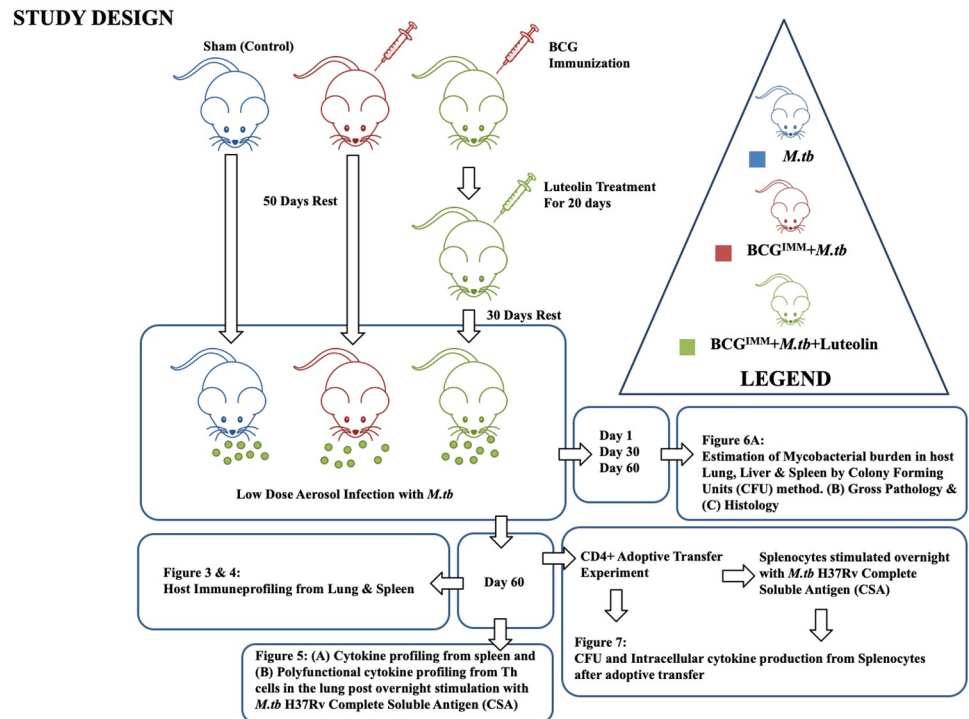 STUDY DESIGN
Sham (Control)
BCG
Immunization
50 Days Rest
Luteolin Treatment
For 20 days
30 Days Rest
M.tb
BCGIMM+M.tb
BCGIMM+M.tb+Luteolin
LEGEND
Low Dose Aerosol Infection with M.tb
Day 1
Day 30
Day 60
Figure 6A:
Estimation of Mycobacterial burden in host
Lung, Liver & Spleen by Colony Forming
Units (CFU) method. (B) Gross Pathology &
(C) Histology
Figure 3 & 4:
Host Immuneprofiling from Lung & Spleen
Day 60
CD4+ Adoptive Transfer
Experiment
Splenocytes stimulated overnight
with M.tb H37Rv Complete
Soluble Antigen (CSA)
Figure 7:
CFU and Intracellular cytokine production from Splenocytes
after adoptive transfer
Figure 5: (A) Cytokine profiling from spleen and
(B) Polyfunctional cytokine profiling from Th
cells in the lung post overnight stimulation with
M.tb H37Rv Complete Soluble Antigen (CSA)